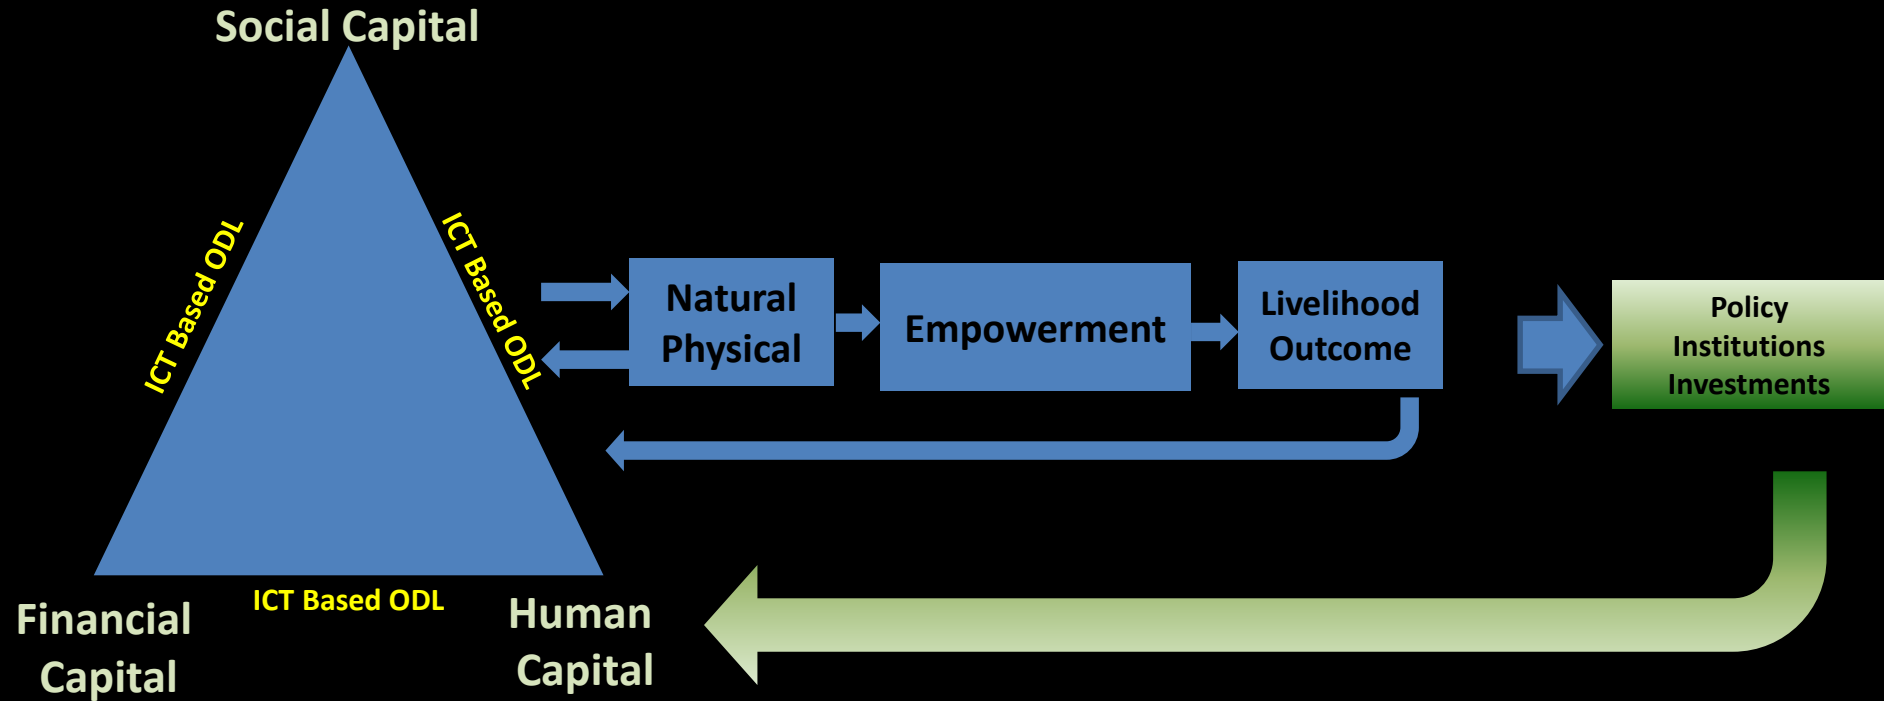 Social Capital
ICT Based ODL
ICT Based ODL
Natural
Physical
Empowerment
Livelihood
Outcome
Policy
Institutions
Investments
ICT Based ODL
Financial
Capital
Human
Capital